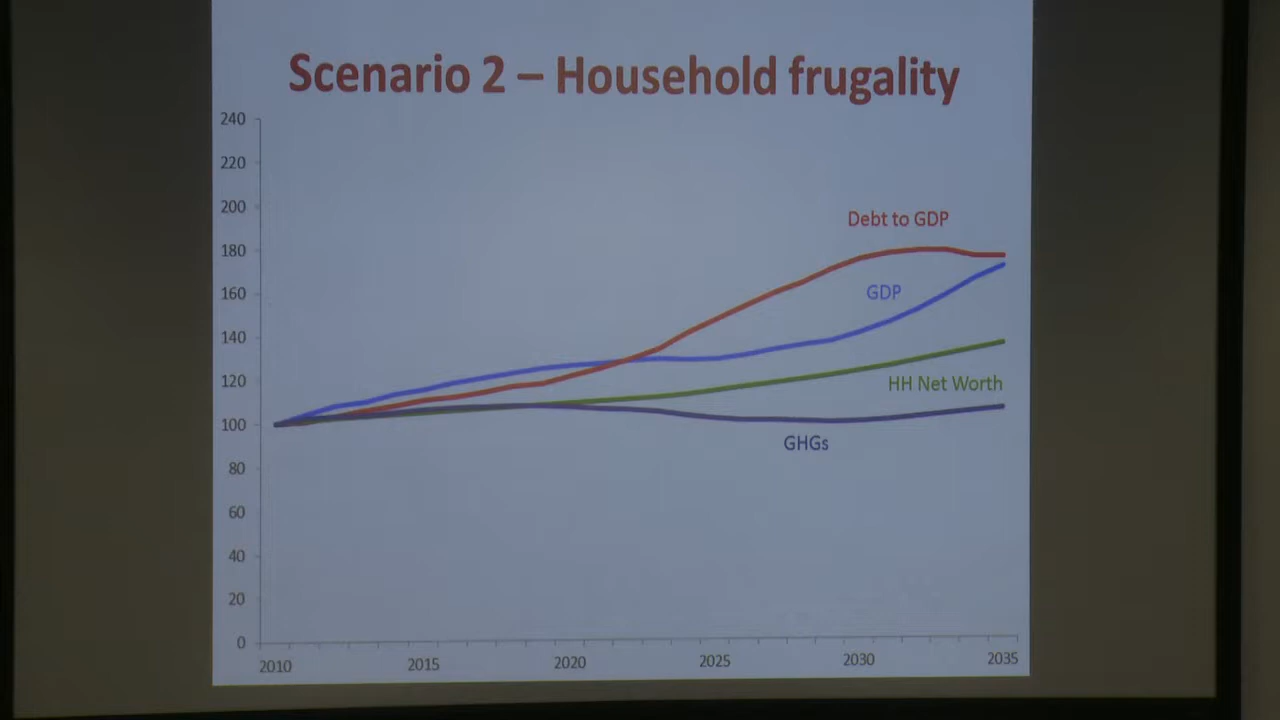 Scenario 2 – Household frugality
240
220
200
180
160
140
120
100
80
60
40
20
0
Debt to GDP
GDP
HH Net Worth
GHGs
2010 2015 2020 2025 2030 2035